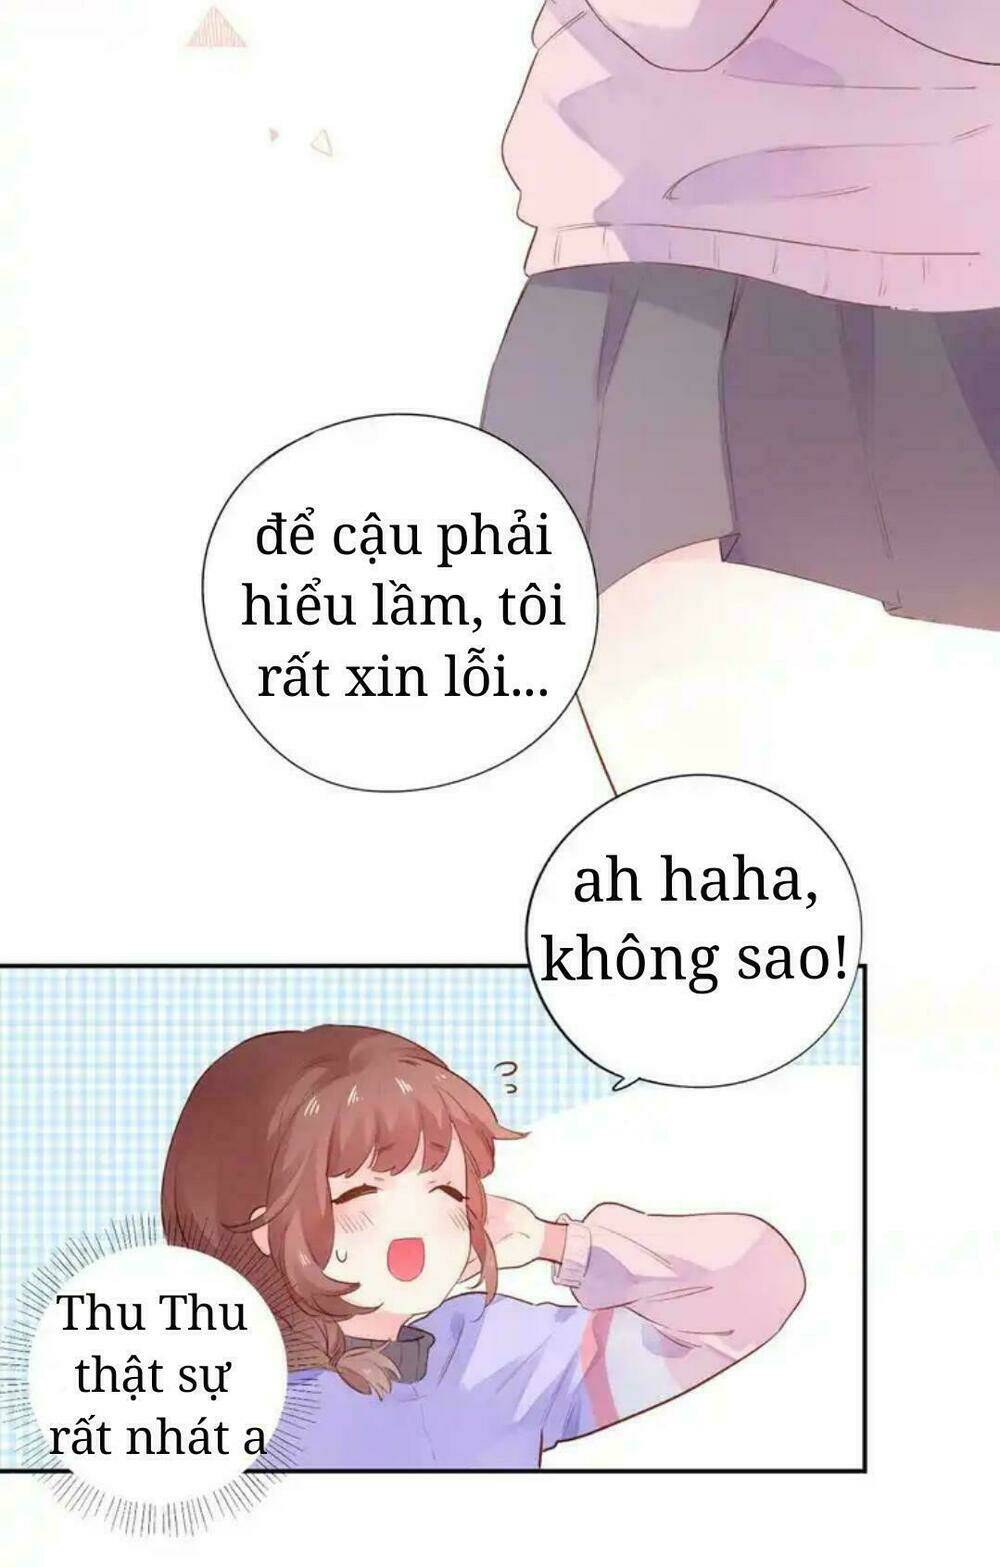 để cậu phải
hiểu lầm, tôi
rất xin lỗi...
ah haha,
không sao!
Thu Thu
thật sự
rất nhát a